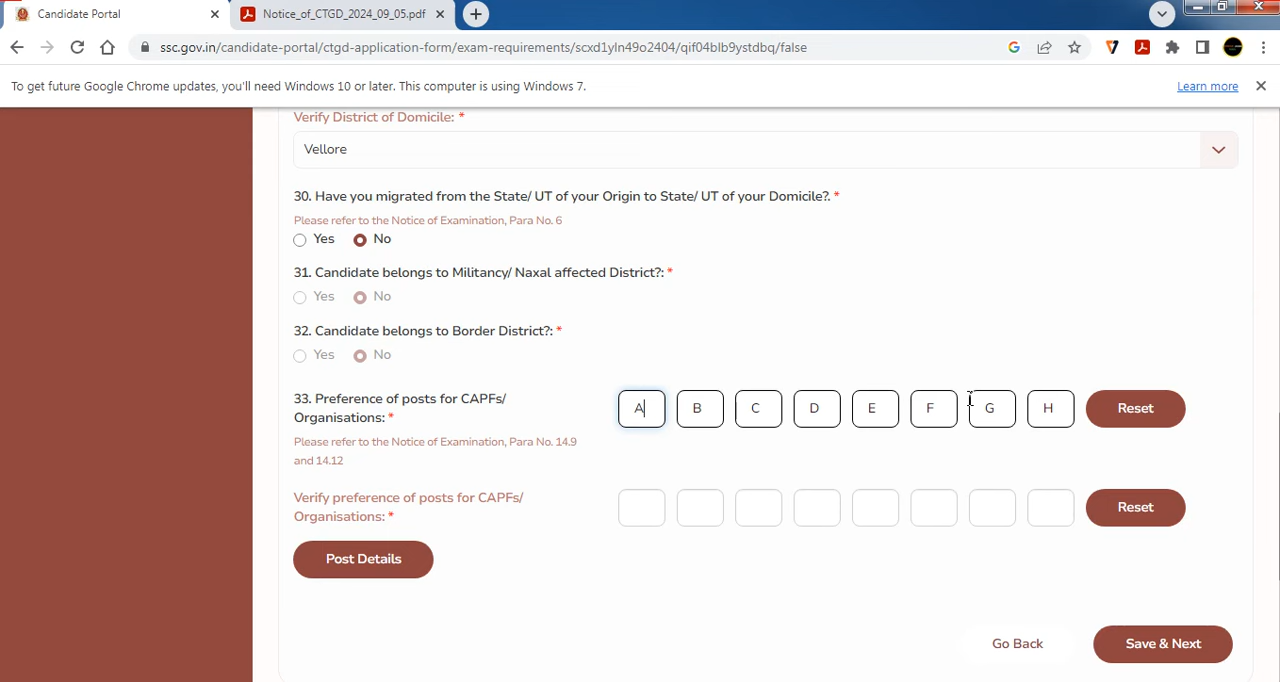 Candidate Portal
Notice_of_CTGD_2024_09_05.pdf
ssc.gov.in/candidate-portal/ctgd-application-form/exam-requirements/scxd1yln49o2404/qif04blb9ystdbq/false
To get future Google Chrome updates, you'll need Windows 10 or later. This computer is using Windows 7.
Learn more
Verify District of Domicile: *
Vellore
30. Have you migrated from the State/ UT of your Origin to State/ UT of your Domicile?. *
Please refer to the Notice of Examination, Para No. 6
Yes No
31. Candidate belongs to Militancy/ Naxal affected District?: *
Yes No
32. Candidate belongs to Border District?: *
Yes No
33. Preference of posts for CAPFs/
Organisations: *
A B C D E F G H Reset
Please refer to the Notice of Examination, Para No. 14.9
and 14.12
Verify preference of posts for CAPFs/
Organisations: *
Reset
Post Details
Go Back
Save & Next